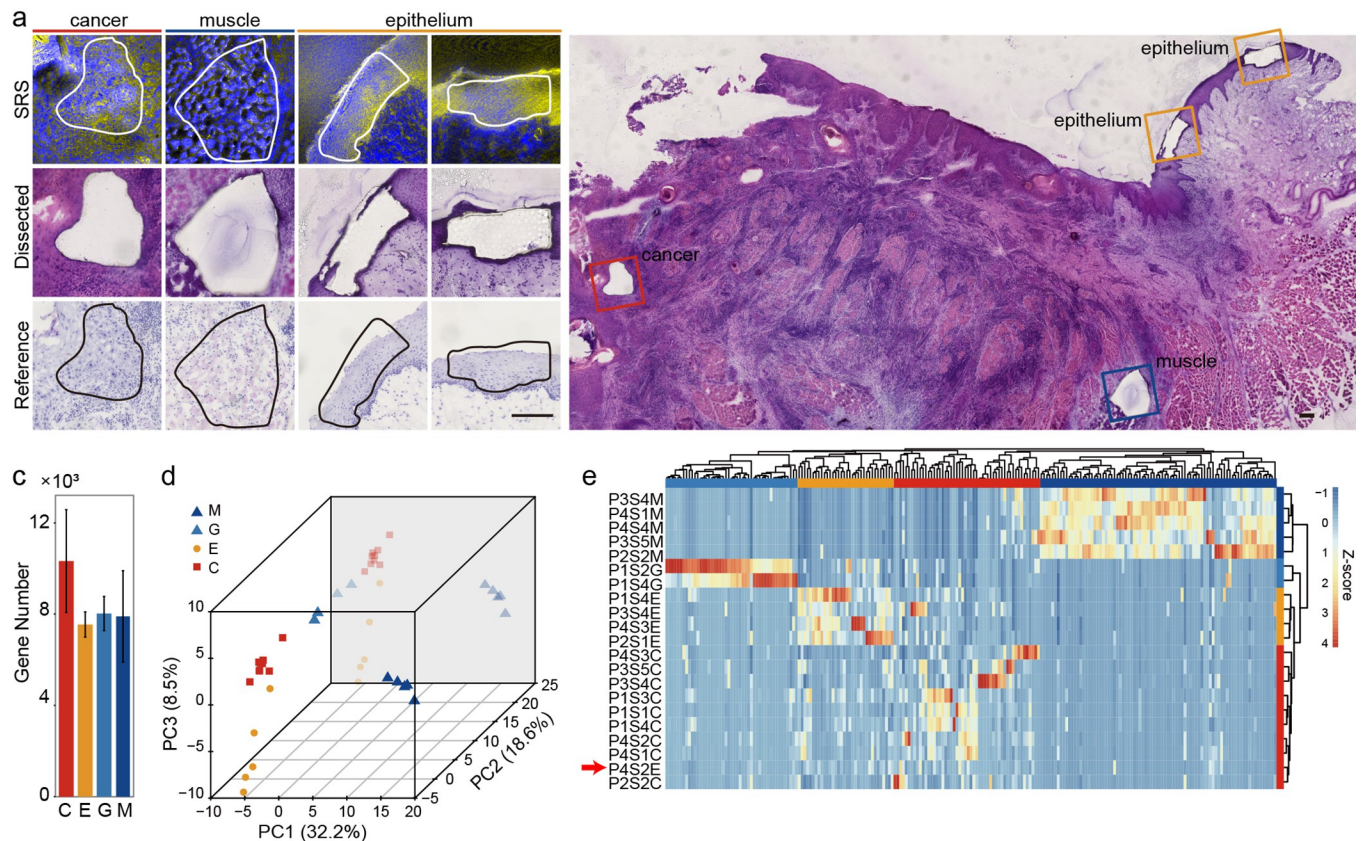 a
cancer
muscle
epithelium
SRS
Dissected
Reference
epithelium
epithelium
cancer
muscle
c
×10³
Gene Number
12
8
4
0
C E G M
d
M
G
E
C
PC3 (8.5%)
10
5
0
−5
−10
−10 −5 0 5 10 15 20
PC1 (32.2%)
−5
0
5
10
15
20
25
PC2 (18.6%)
e
P3S4M
P4S1M
P4S4M
P3S5M
P2S2M
P1S2G
P1S4G
P1S4E
P3S4E
P4S3E
P2S1E
P4S3C
P3S5C
P3S4C
P1S3C
P1S1C
P1S4C
P4S2C
P4S1C
P4S2E
P2S2C
−1
0
1
2
3
4
Z-score